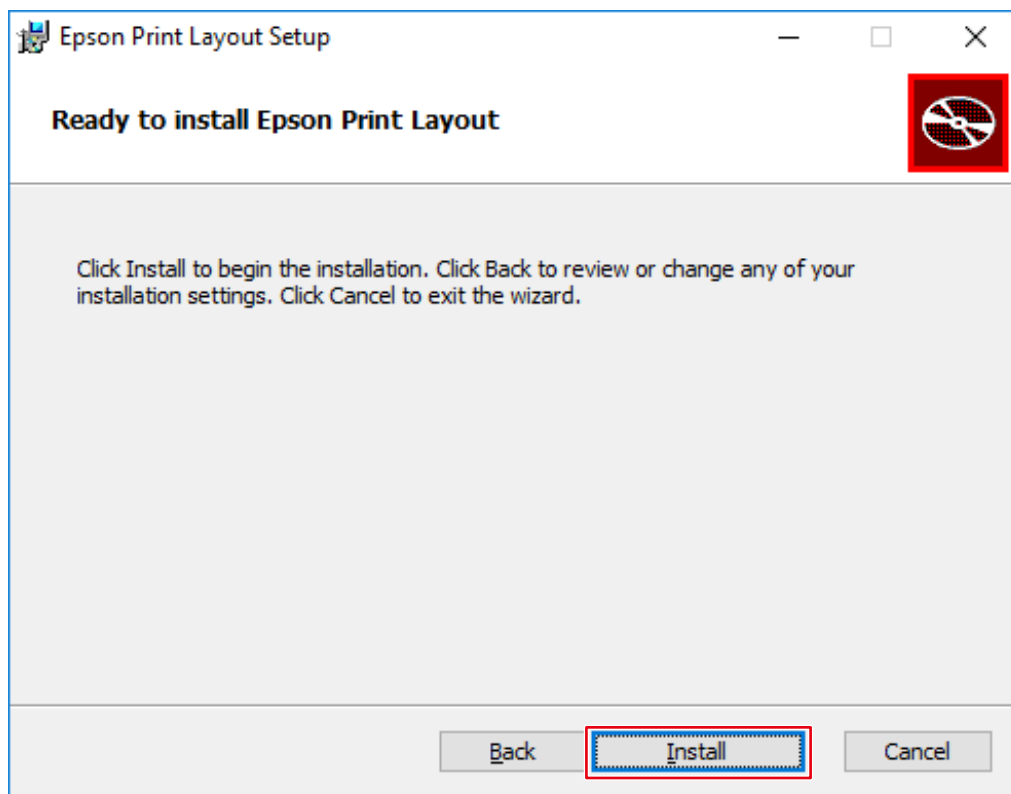 Epson Print Layout Setup
Ready to install Epson Print Layout
Click Install to begin the installation. Click Back to review or change any of your
installation settings. Click Cancel to exit the wizard.
Back Install Cancel